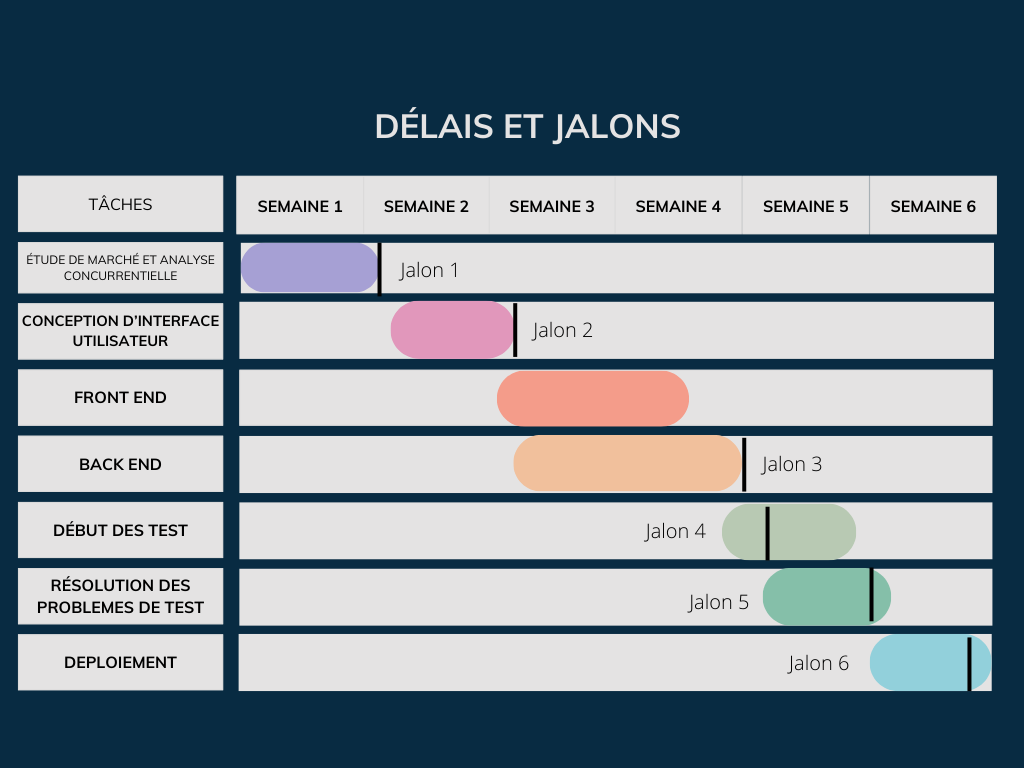 DÉLAIS ET JALONS
TÂCHES
SEMAINE 1
SEMAINE 2
SEMAINE 3
SEMAINE 4
SEMAINE 5
SEMAINE 6
ÉTUDE DE MARCHÉ ET ANALYSE
CONCURRENTIELLE
Jalon 1
CONCEPTION D’INTERFACE
UTILISATEUR
Jalon 2
FRONT END
BACK END
Jalon 3
DÉBUT DES TEST
Jalon 4
RÉSOLUTION DES
PROBLEMES DE TEST
Jalon 5
DEPLOIEMENT
Jalon 6